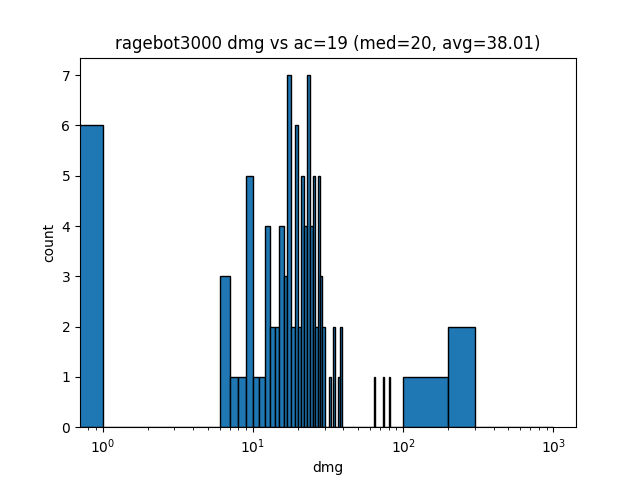 ragebot3000 dmg vs ac=19 (med=20, avg=38.01)
7
6
5
4
3
2
1
0
count
10⁰ 10¹ 10² 10³
dmg